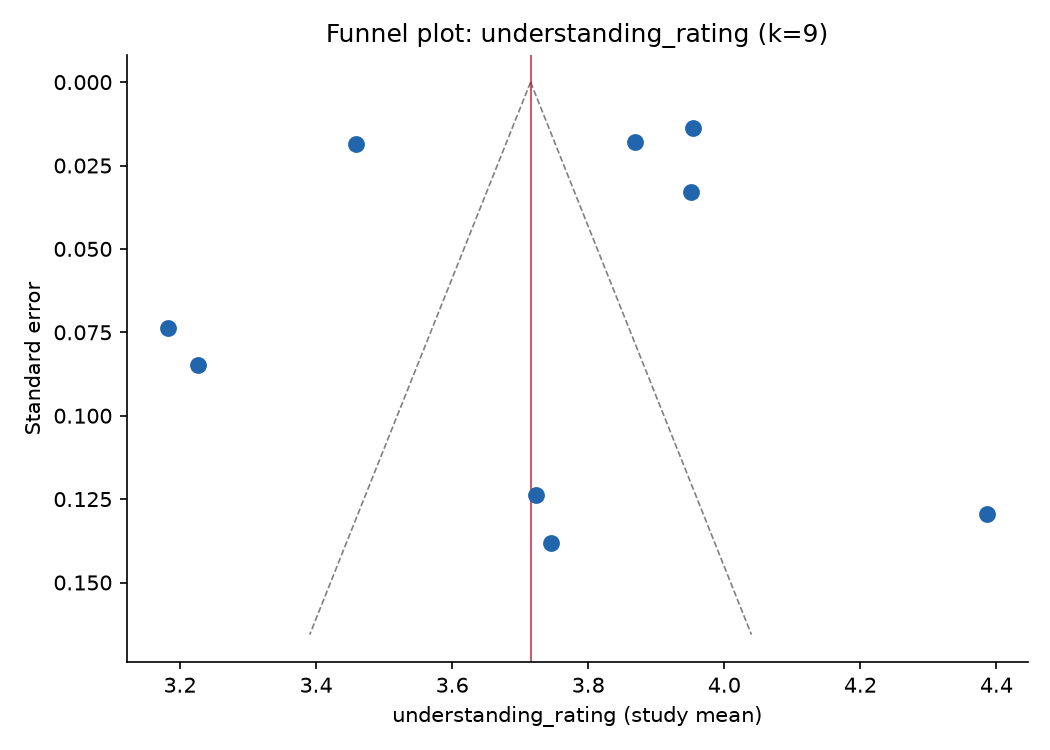 Funnel plot: understanding_rating (k=9)
0.000
0.025
0.050
0.075
0.100
0.125
0.150
Standard error
3.2 3.4 3.6 3.8 4.0 4.2 4.4
understanding_rating (study mean)